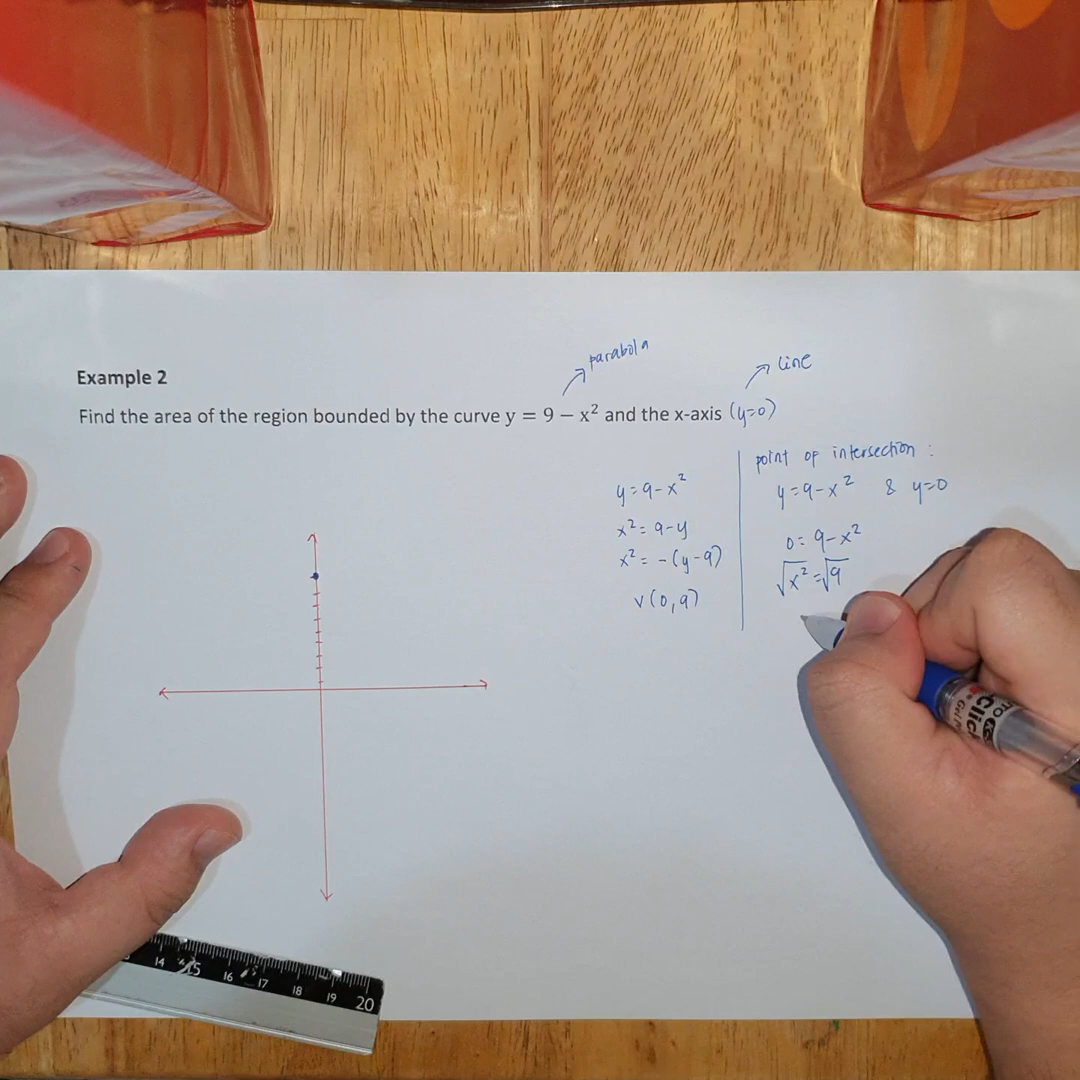 Example 2
parabola
line
Find the area of the region bounded by the curve y = 9 − x² and the x-axis (y=0)
y=9-x²
x²=9-y
x²=-(y-9)
V(0,9)
point of intersection:
y=9-x² & y=0
0=9-x²
√x²=√9
14 15 16 17 18 19 20
Click
Gel